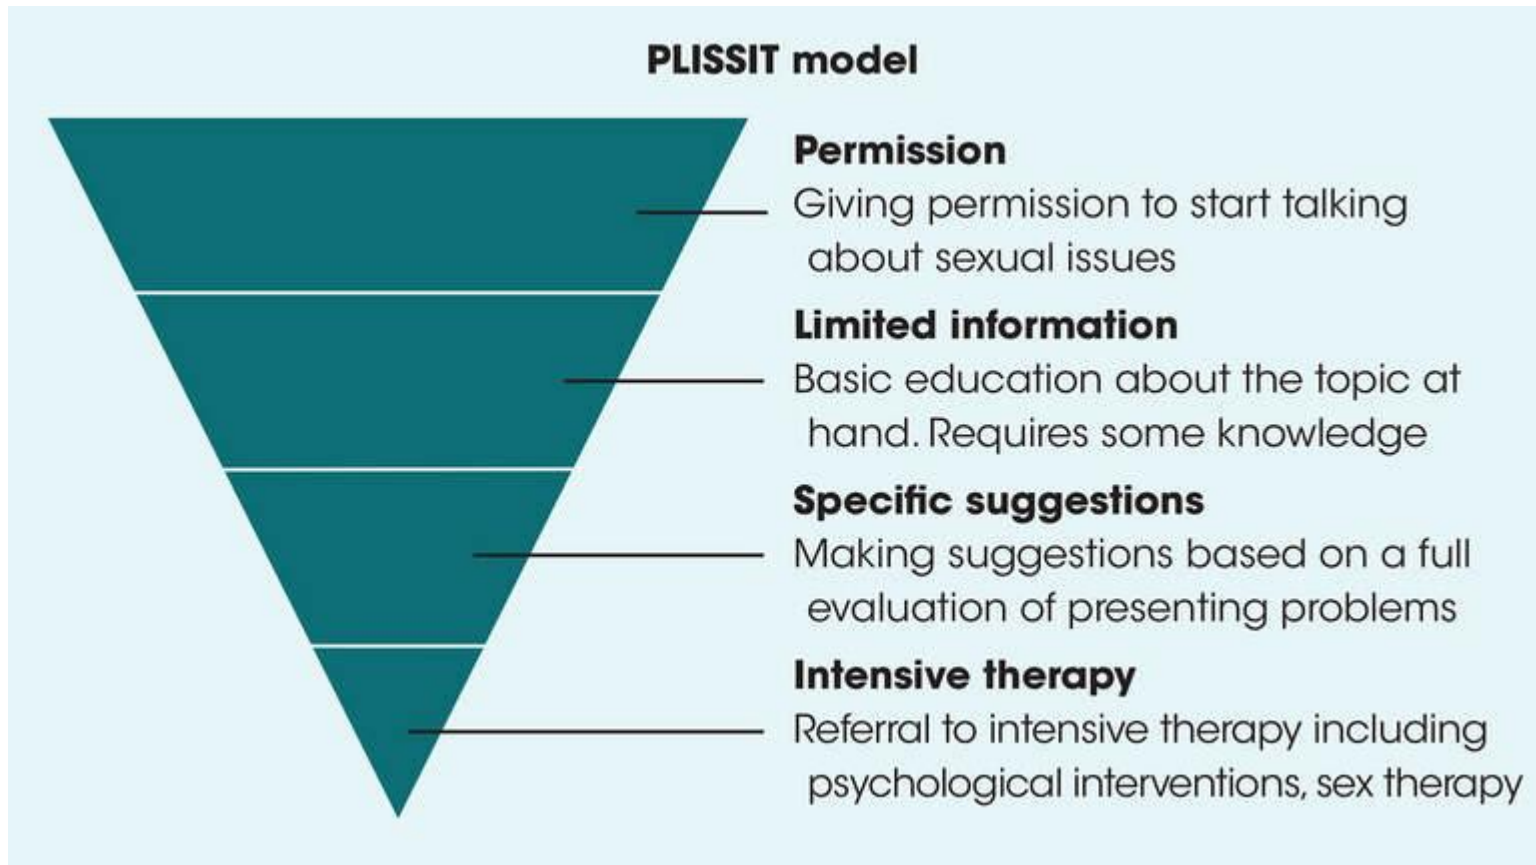 PLISSIT model
Permission
Giving permission to start talking
about sexual issues
Limited information
Basic education about the topic at
hand. Requires some knowledge
Specific suggestions
Making suggestions based on a full
evaluation of presenting problems
Intensive therapy
Referral to intensive therapy including
psychological interventions, sex therapy